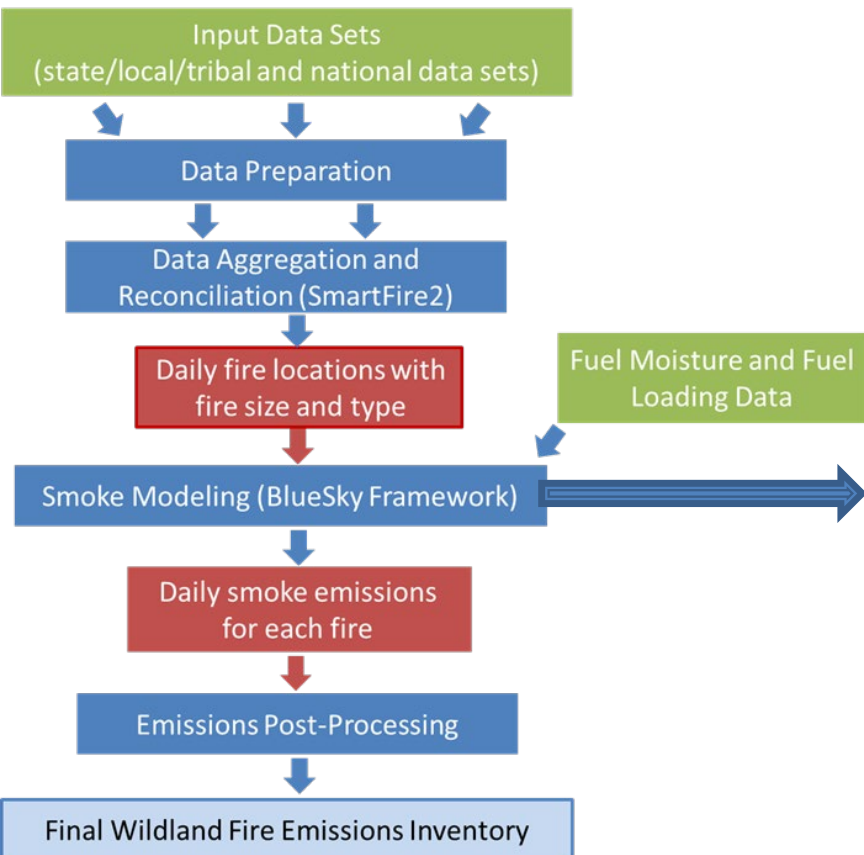 Input Data Sets
(state/local/tribal and national data sets)
Data Preparation
Data Aggregation and
Reconciliation (SmartFire2)
Daily fire locations with
fire size and type
Fuel Moisture and Fuel
Loading Data
Smoke Modeling (BlueSky Framework)
Daily smoke emissions
for each fire
Emissions Post-Processing
Final Wildland Fire Emissions Inventory